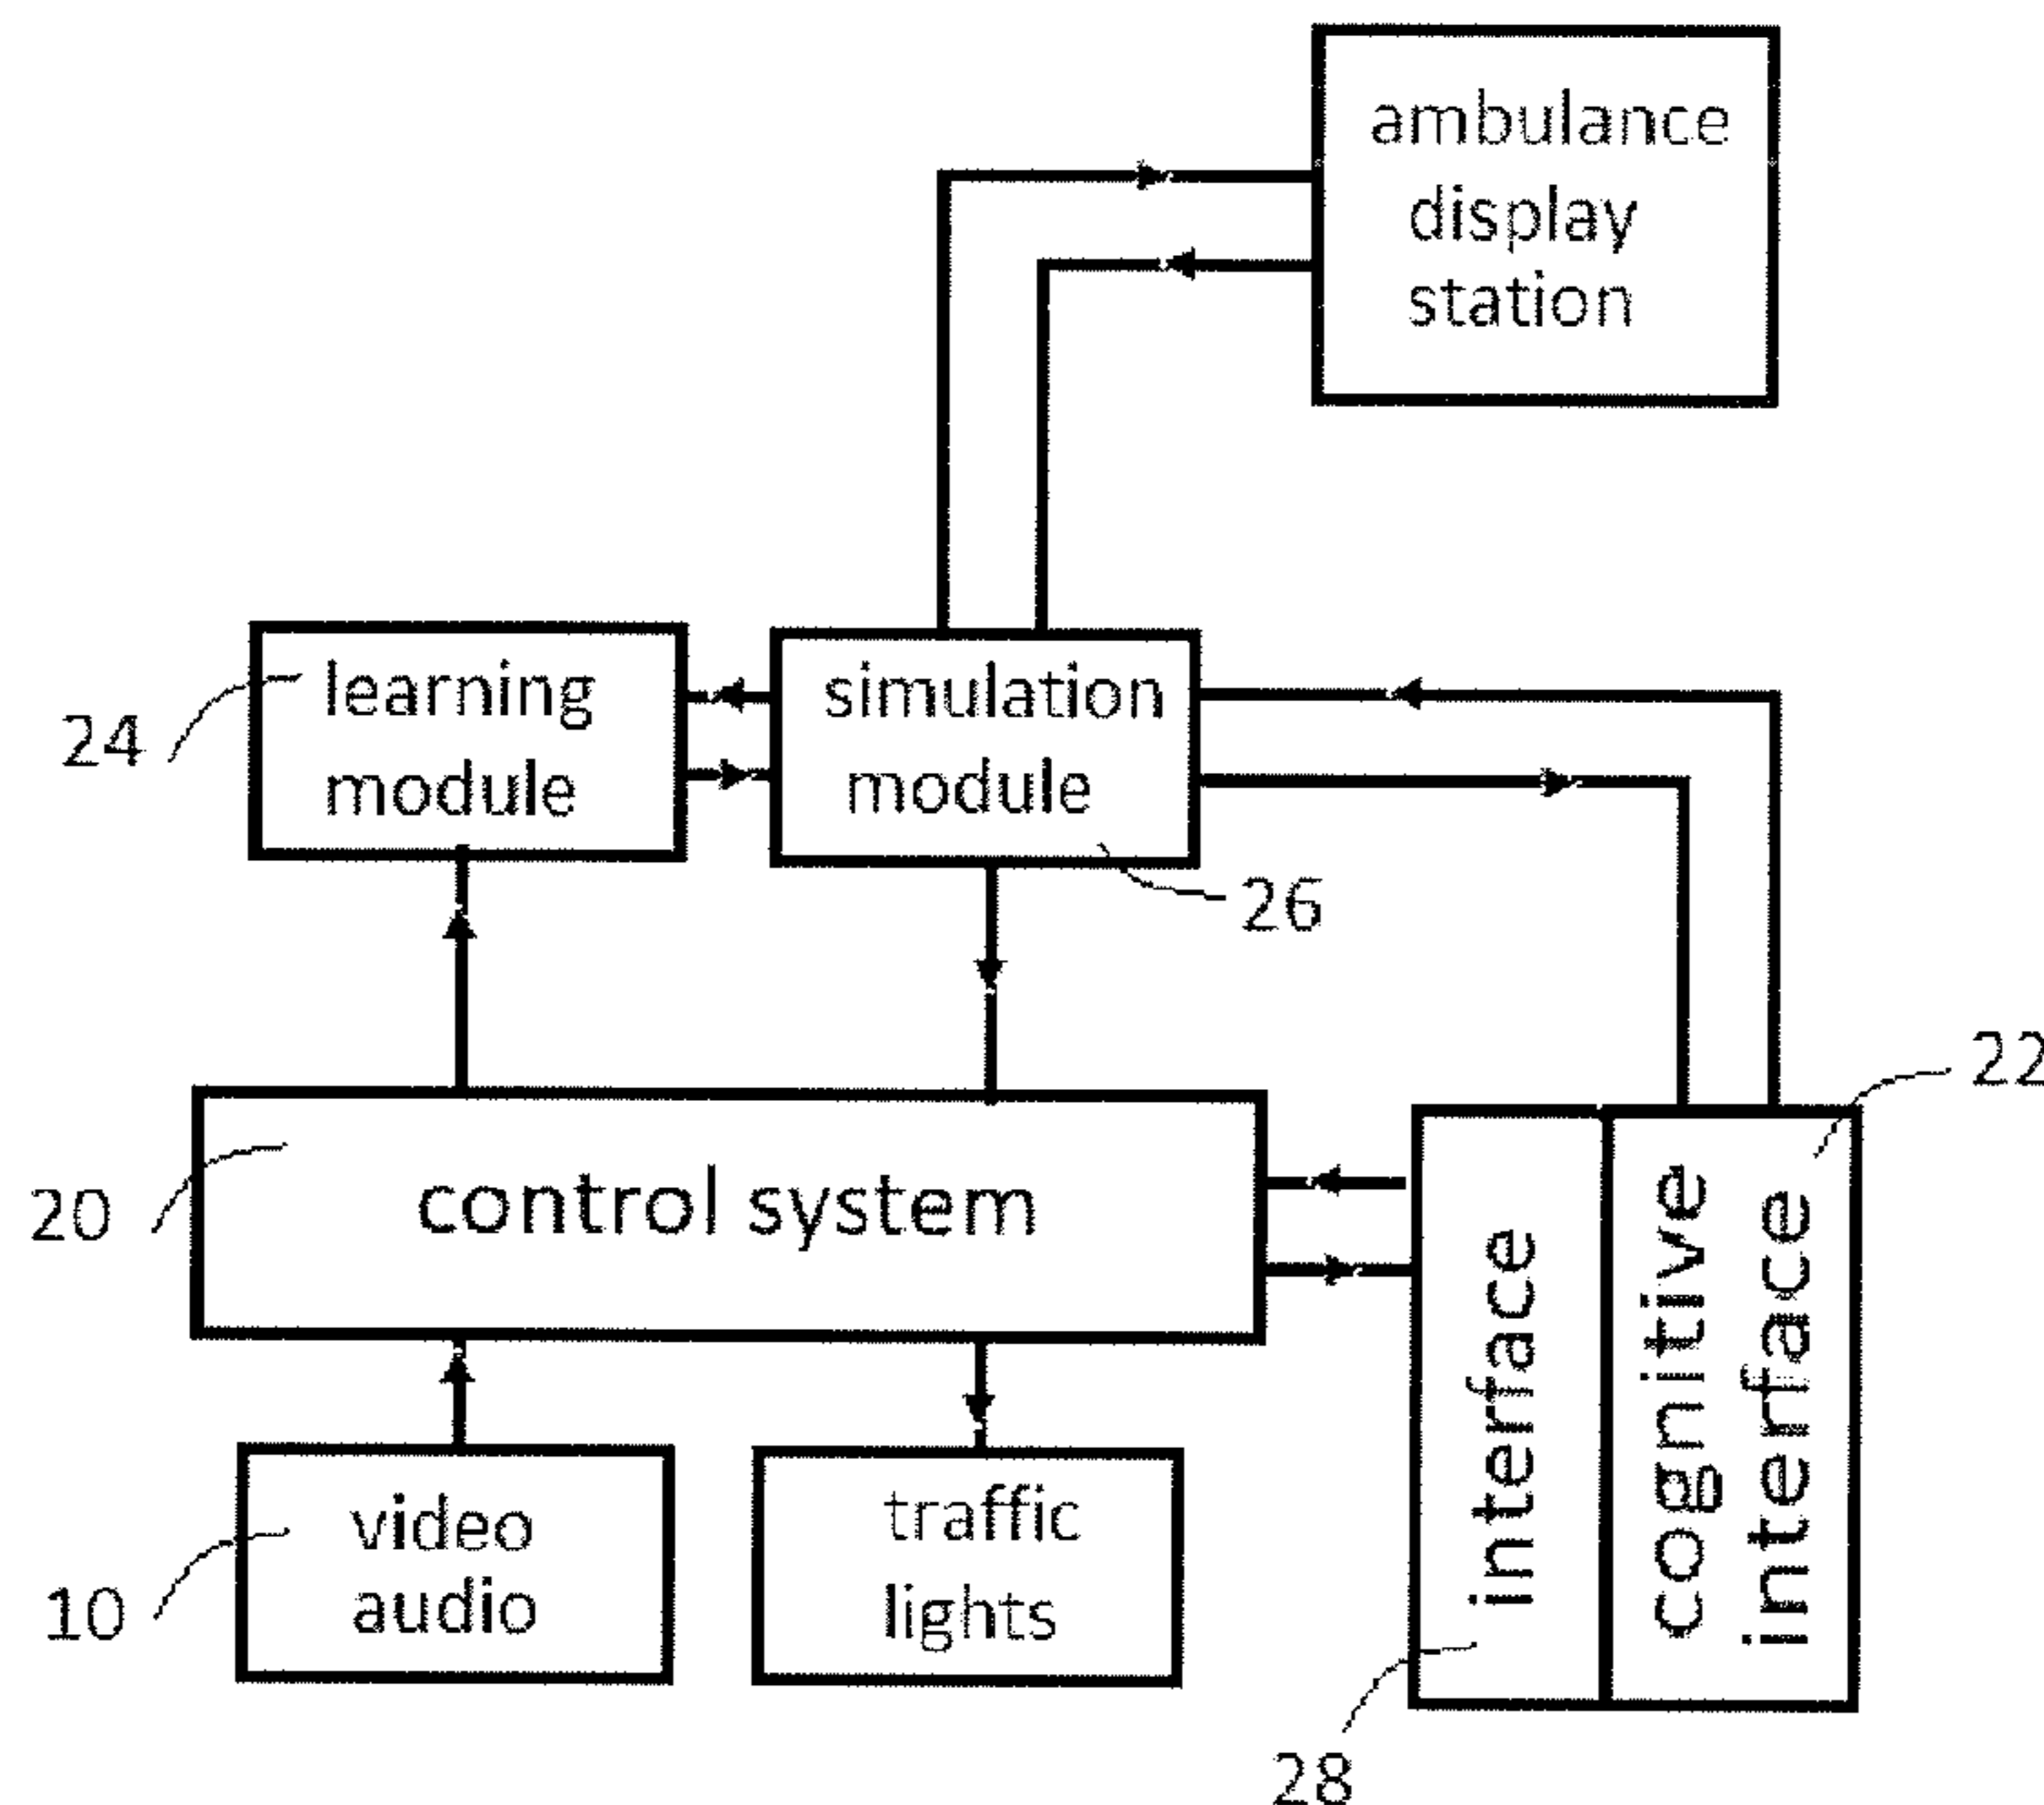 ambulance
display
station
learning
module
24
simulation
module
26
22
control system
20
interface
cognitive
interface
video
audio
10
traffic
lights
28